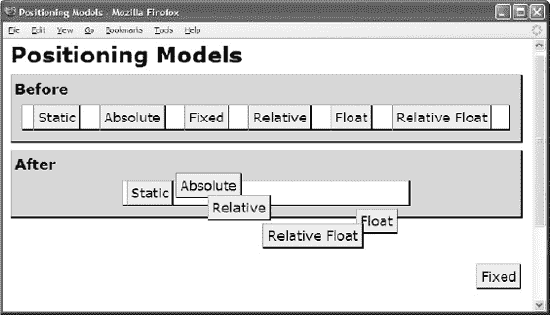 Positioning Models - Mozilla Firefox
File Edit View Go Bookmarks Tools Help
Positioning Models
Before
Static Absolute Fixed Relative Float Relative Float
After
Static Absolute
Relative
Float
Relative Float
Fixed